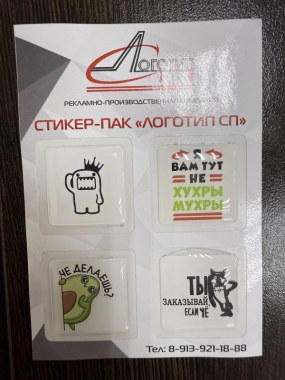 Логотип
РЕКЛАМНО-ПРОИЗВОДСТВЕННАЯ КОМПАНИЯ
СТИКЕР-ПАК «ЛОГОТИП СП»
Я
ВАМ ТУТ
НЕ
ХУХРЫ
МУХРЫ
ЧЕ ДЕЛАЕШЬ?
ТЫ
ЗАКАЗЫВАЙ
ЕСЛИ ЧЁ
Тел: 8-913-921-18-88